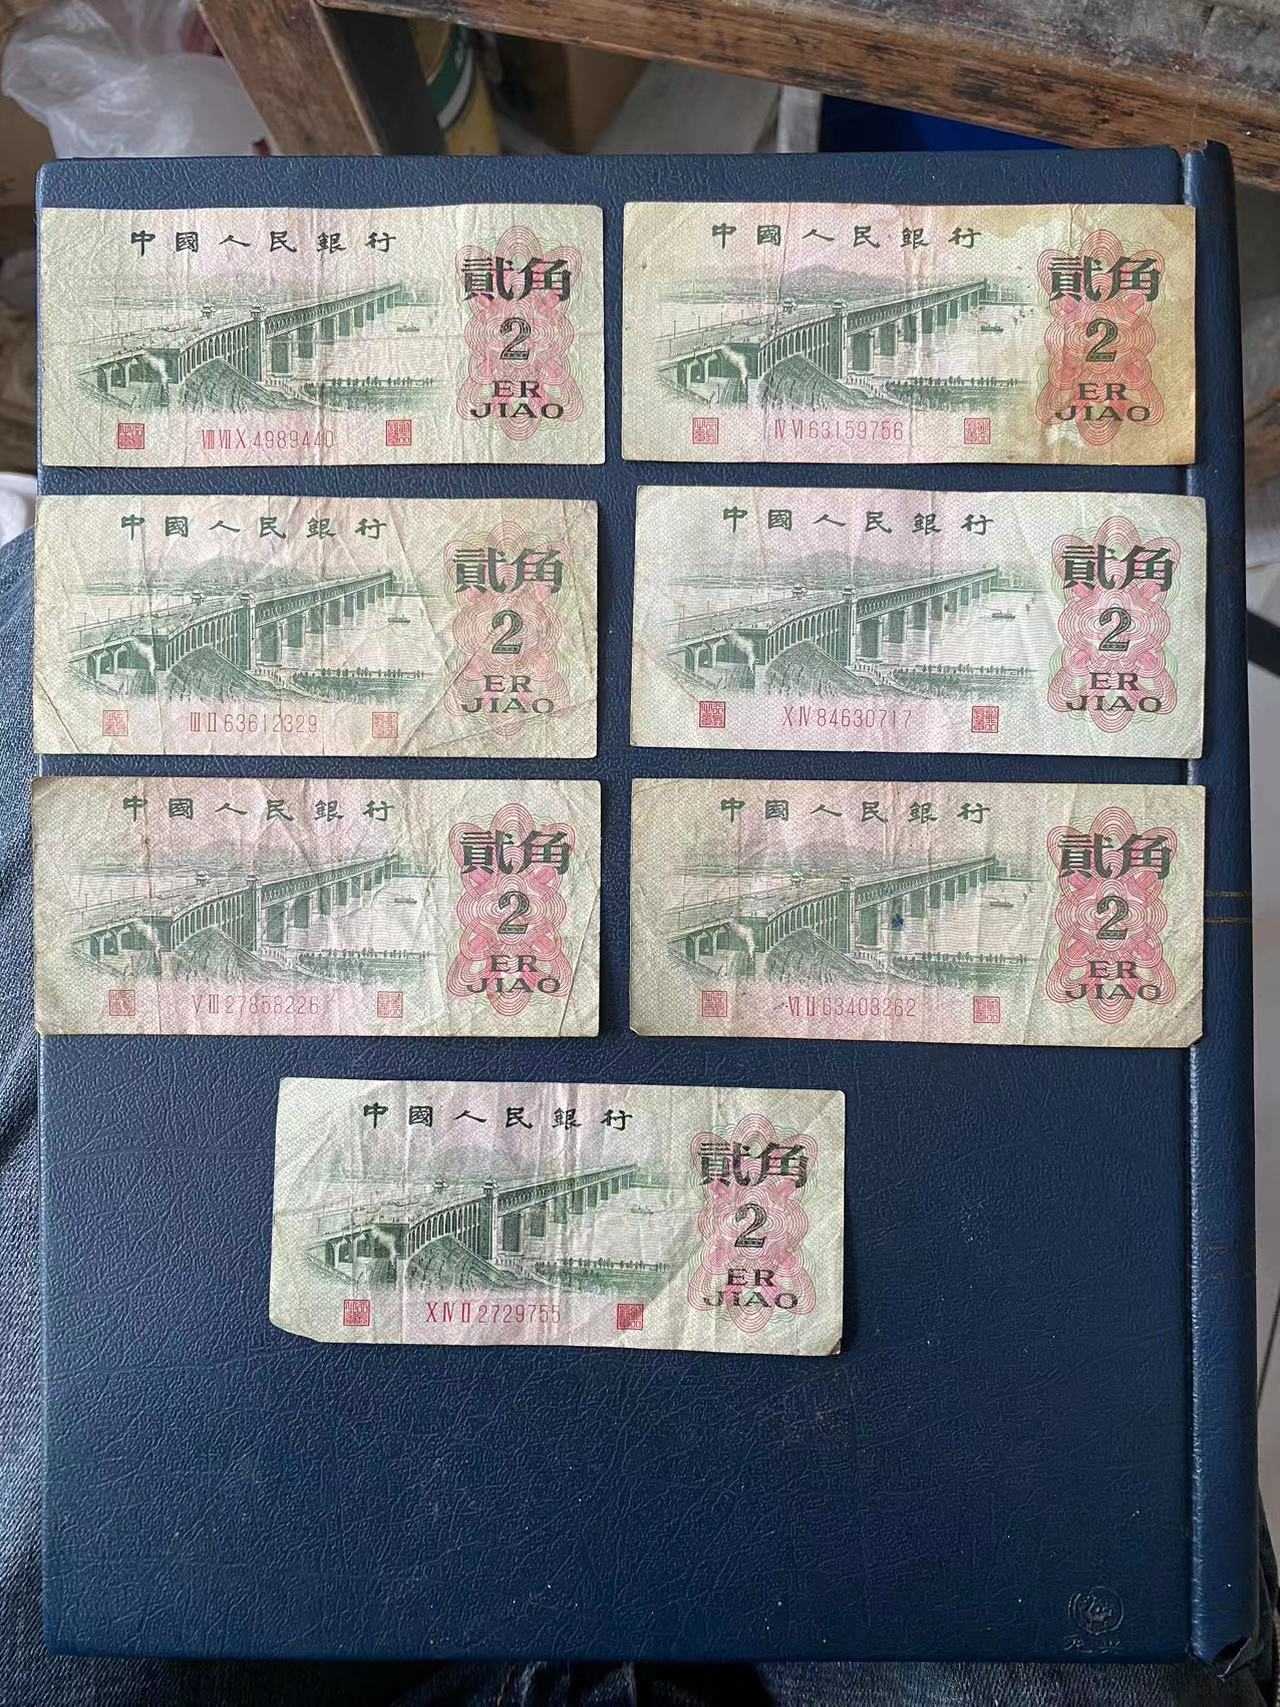 中國人民銀行
貳角
2
ER
JIAO
VIII VII X 4989440
中國人民銀行
貳角
2
ER
JIAO
IV VI 63159756
中國人民銀行
貳角
2
ER
JIAO
III II 63612329
中國人民銀行
貳角
2
ER
JIAO
X IV 84630717
中國人民銀行
貳角
2
ER
JIAO
V III 27858226
中國人民銀行
貳角
2
ER
JIAO
VI II 63408262
中國人民銀行
貳角
2
ER
JIAO
X IV II 2729755